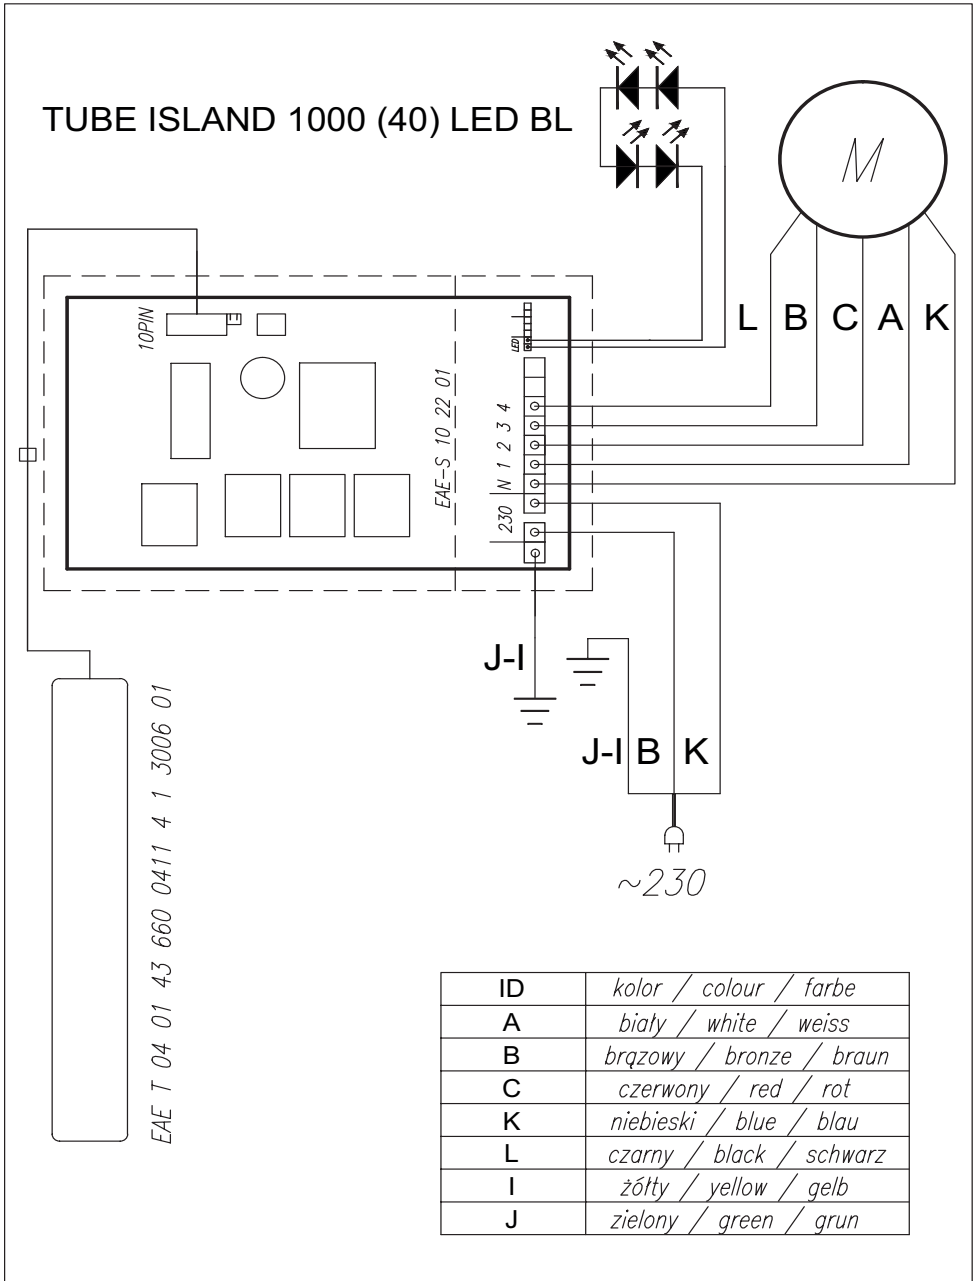 TUBE ISLAND 1000 (40) LED BL
M
L B C A K
10PIN
LED
EAE-S 10 22 01
230 N 1 2 3 4
J-I
J-I B K
~230
EAE T 04 01 43 660 0411 4 1 3006 01
ID kolor / colour / farbe
A biały / white / weiss
B brązowy / bronze / braun
C czerwony / red / rot
K niebieski / blue / blau
L czarny / black / schwarz
I żółty / yellow / gelb
J zielony / green / grun